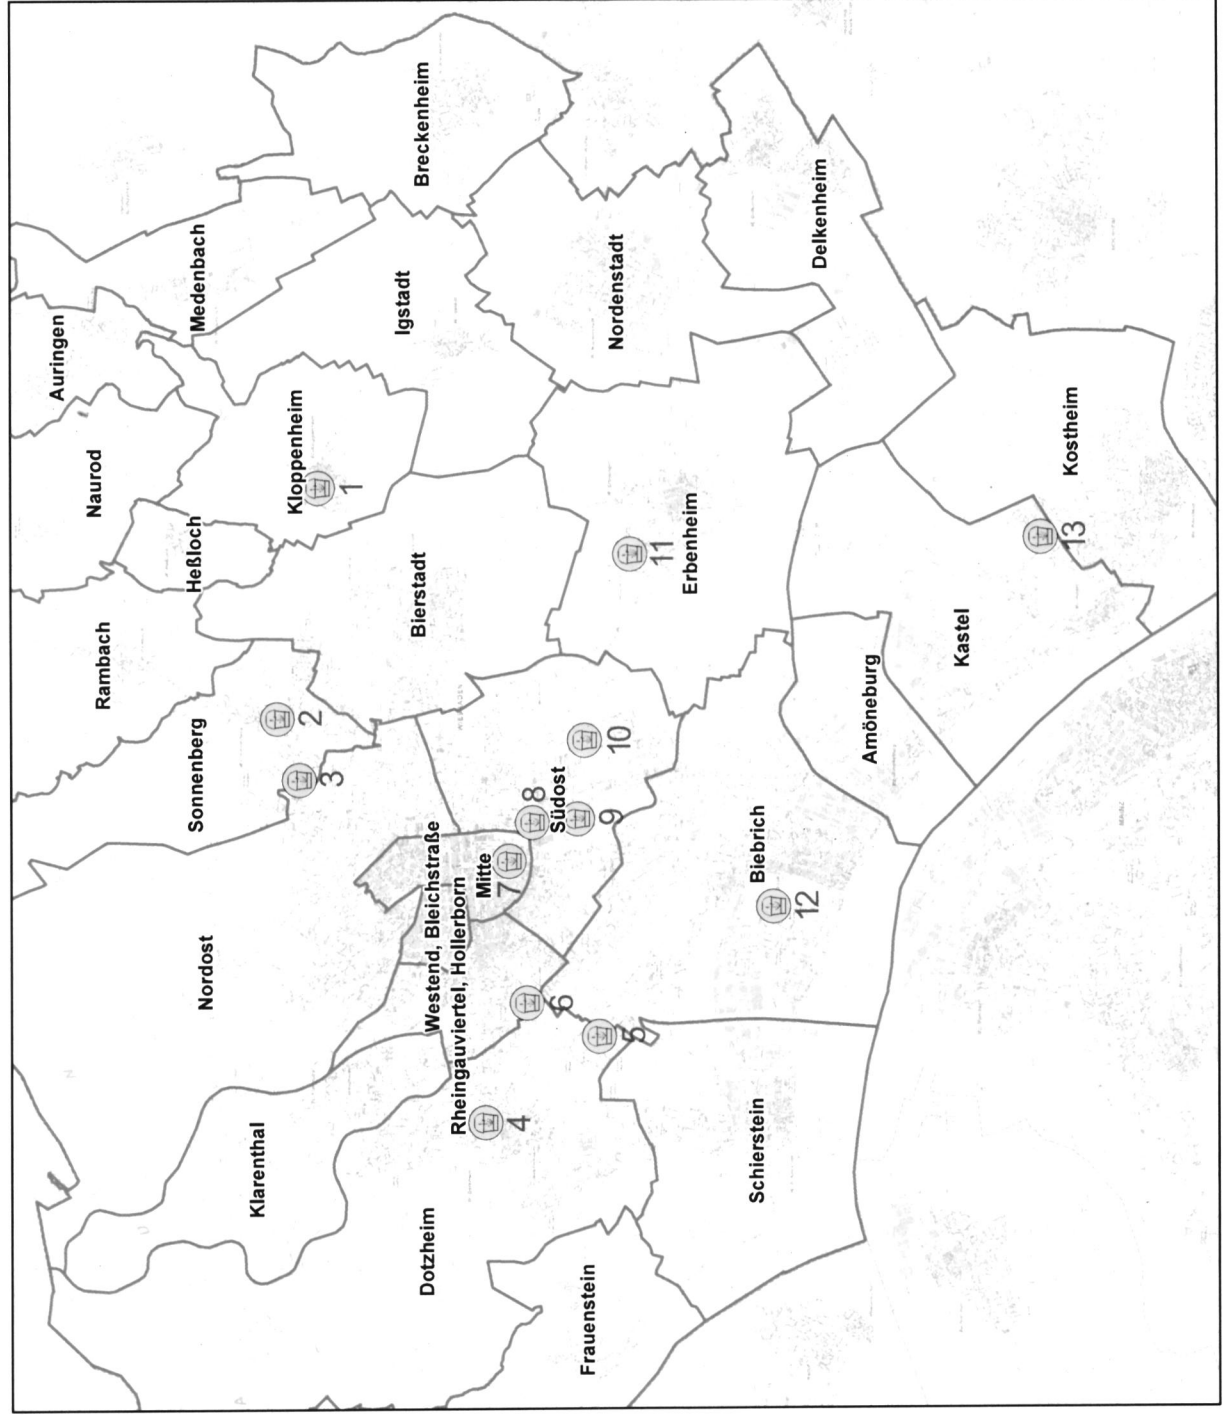 Breckenheim
Medenbach
Auringen
Igstadt
Nordenstadt
Delkenheim
Naurod
Kloppenheim
1
Heßloch
Kostheim
13
Erbenheim
11
Bierstadt
Rambach
Kastel
Sonnenberg
2
3
Amöneburg
10
8
Südost
9
Mitte
7
Biebrich
12
Westend, Bleichstraße
Rheingauviertel, Hollerborn
Nordost
6
5
4
Klarenthal
Schierstein
Dotzheim
Frauenstein